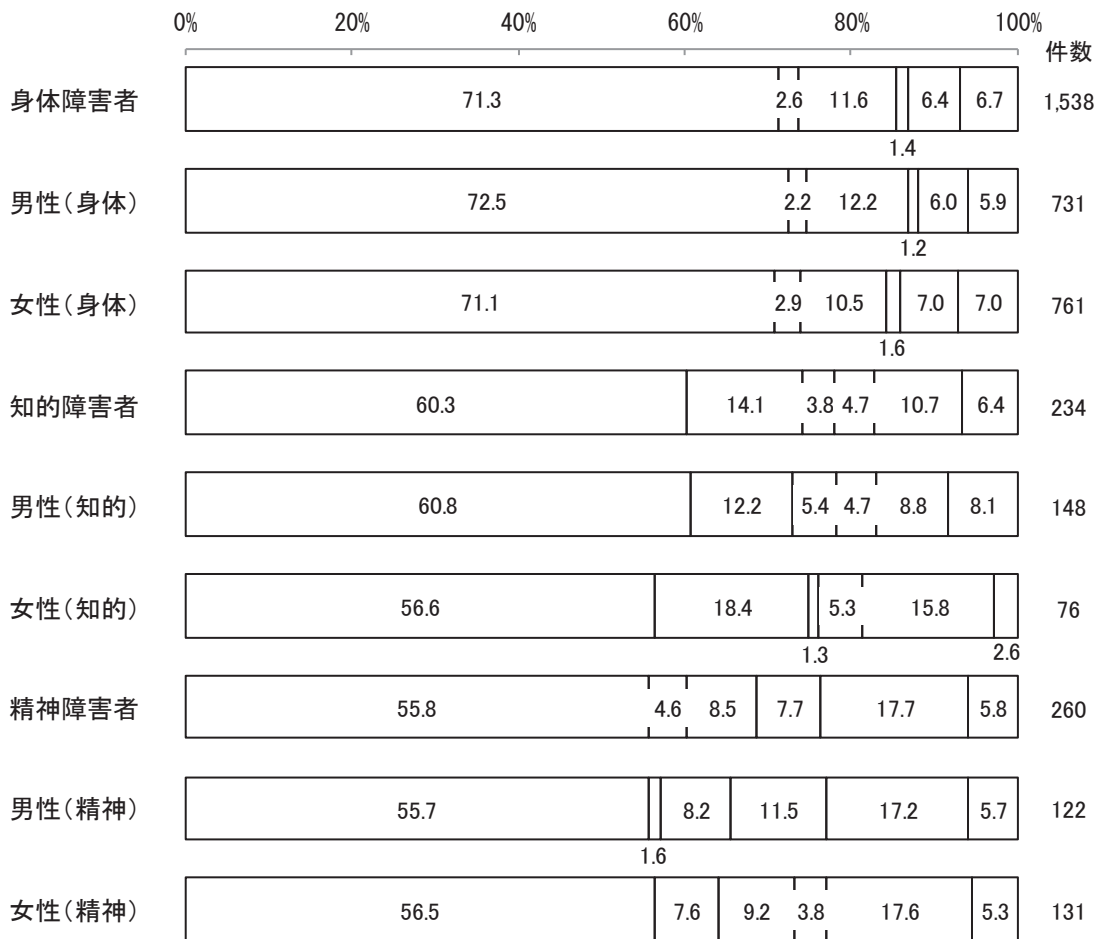 0% 20% 40% 60% 80% 100%
件数
身体障害者 71.3 2.6 11.6 6.4 6.7 1,538
1.4
男性(身体) 72.5 2.2 12.2 6.0 5.9 731
1.2
女性(身体) 71.1 2.9 10.5 7.0 7.0 761
1.6
知的障害者 60.3 14.1 3.8 4.7 10.7 6.4 234
男性(知的) 60.8 12.2 5.4 4.7 8.8 8.1 148
女性(知的) 56.6 18.4 5.3 15.8 76
1.3 2.6
精神障害者 55.8 4.6 8.5 7.7 17.7 5.8 260
男性(精神) 55.7 8.2 11.5 17.2 5.7 122
1.6
女性(精神) 56.5 7.6 9.2 3.8 17.6 5.3 131